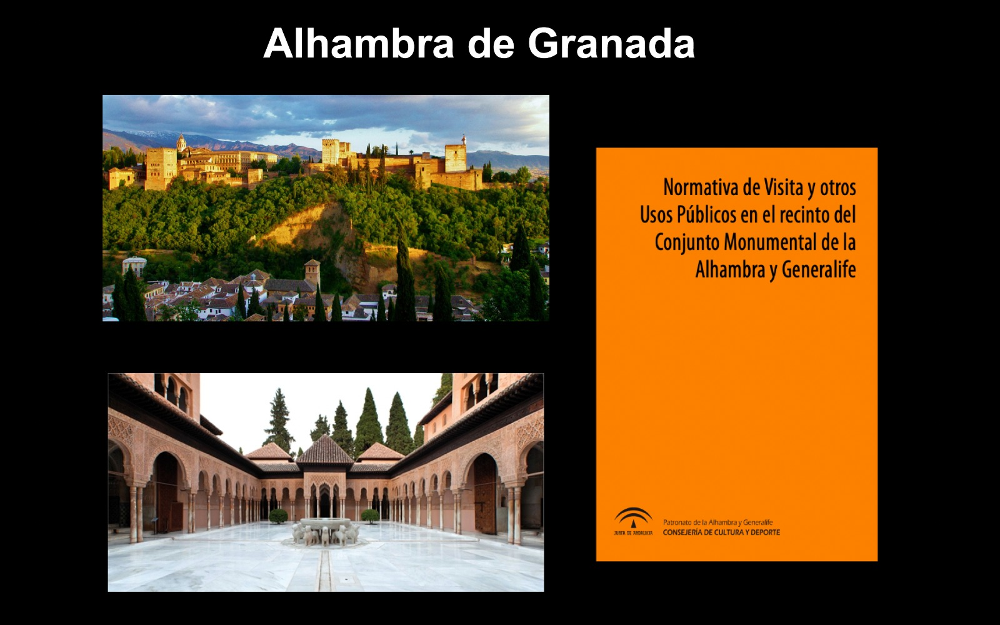 Alhambra de Granada
Normativa de Visita y otros
Usos Públicos en el recinto del
Conjunto Monumental de la
Alhambra y Generalife
JUNTA DE ANDALUCIA
Patronato de la Alhambra y Generalife
CONSEJERÍA DE CULTURA Y DEPORTE